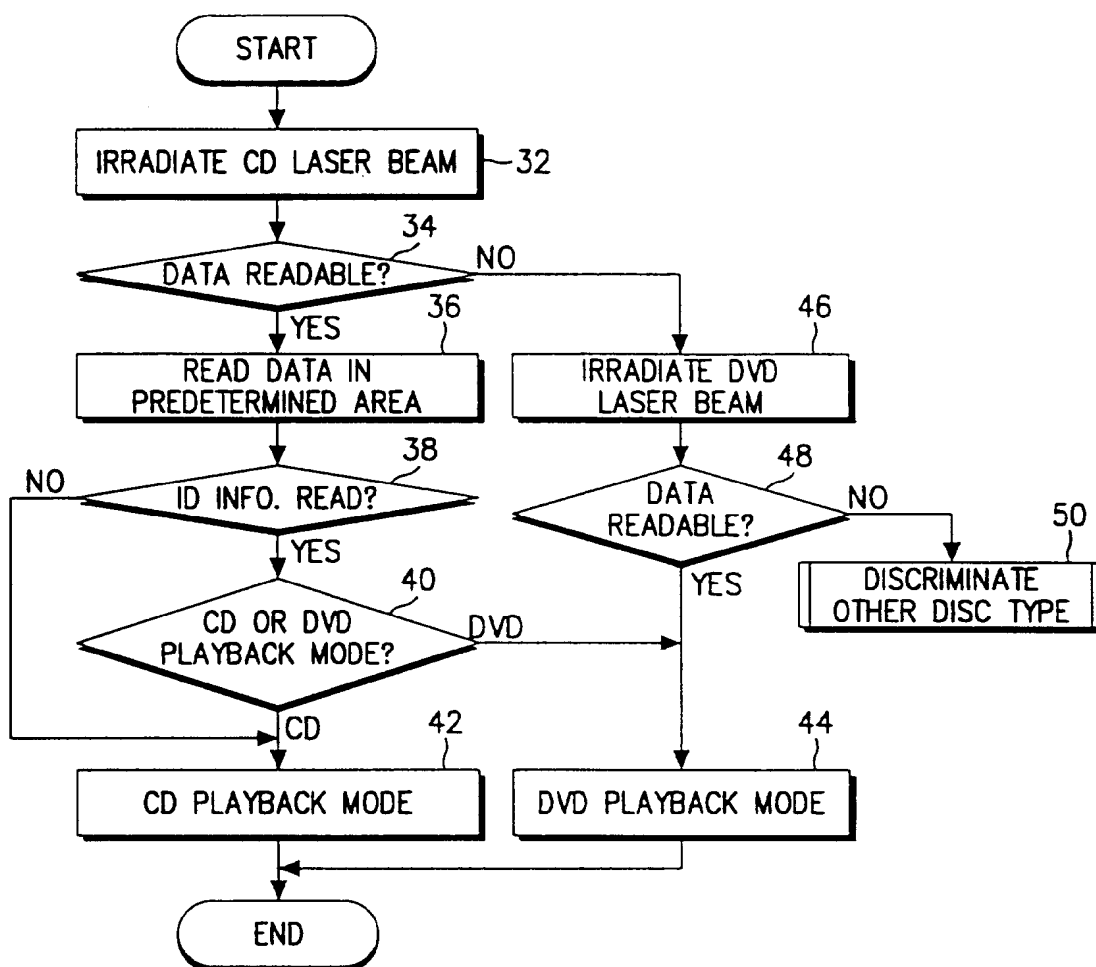 START
IRRADIATE CD LASER BEAM
32
34
DATA READABLE?
NO
YES
36
46
READ DATA IN
PREDETERMINED AREA
IRRADIATE DVD
LASER BEAM
38
NO
ID INFO. READ?
YES
48
DATA
READABLE?
NO
YES
50
DISCRIMINATE
OTHER DISC TYPE
40
CD OR DVD
PLAYBACK MODE?
DVD
CD
42
44
CD PLAYBACK MODE
DVD PLAYBACK MODE
END